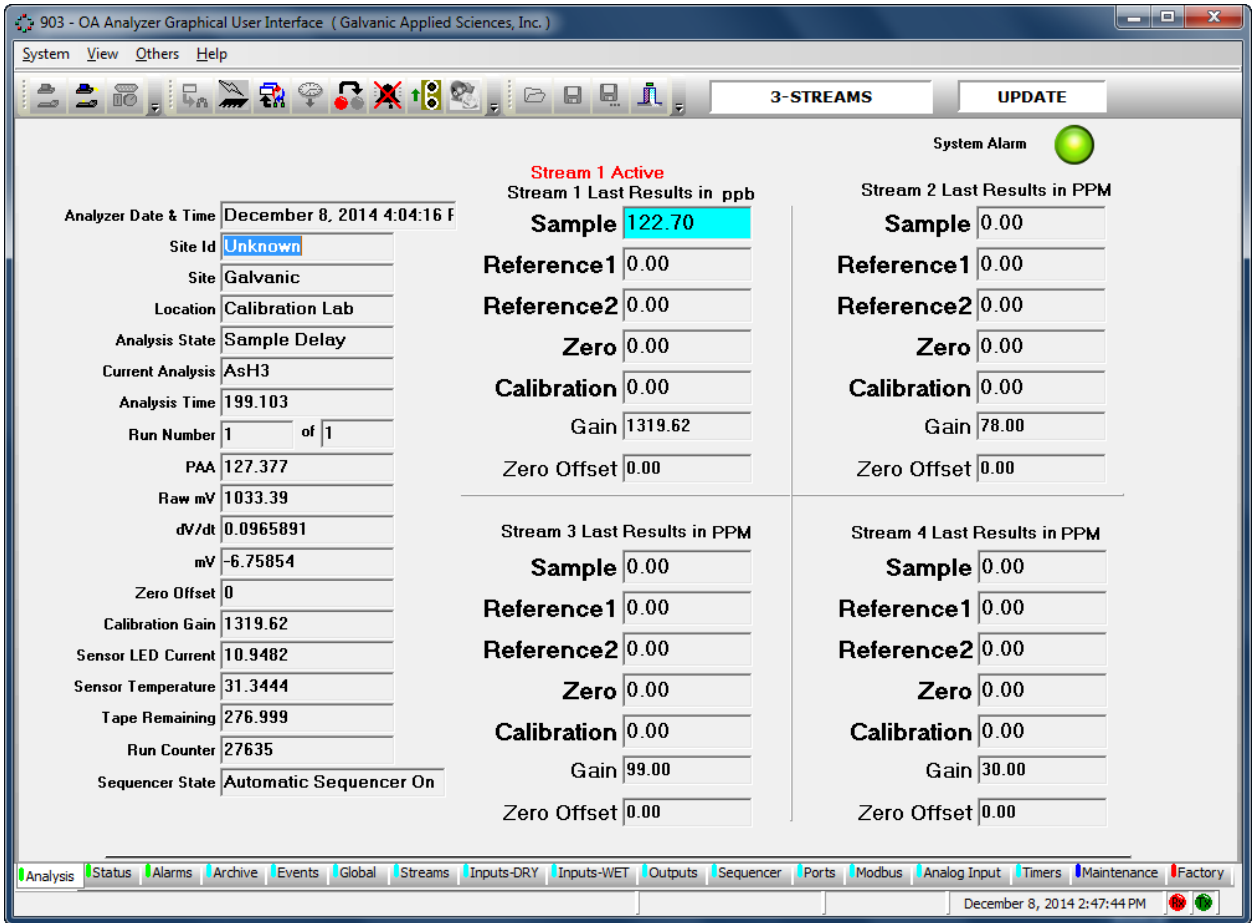 903 - OA Analyzer Graphical User Interface ( Galvanic Applied Sciences, Inc. )
System View Others Help
3-STREAMS UPDATE
System Alarm
Analyzer Date & Time December 8, 2014 4:04:16
Site Id Unknown
Site Galvanic
Location Calibration Lab
Analysis State Sample Delay
Current Analysis AsH3
Analysis Time 199.103
Run Number 1 of 1
PAA 127.377
Raw mV 1033.39
dV/dt 0.0965891
mV -6.75854
Zero Offset 0
Calibration Gain 1319.62
Sensor LED Current 10.9482
Sensor Temperature 31.3444
Tape Remaining 276.999
Run Counter 27635
Sequencer State Automatic Sequencer On
Stream 1 Active
Stream 1 Last Results in ppb
Sample 122.70
Reference1 0.00
Reference2 0.00
Zero 0.00
Calibration 0.00
Gain 1319.62
Zero Offset 0.00
Stream 2 Last Results in PPM
Sample 0.00
Reference1 0.00
Reference2 0.00
Zero 0.00
Calibration 0.00
Gain 78.00
Zero Offset 0.00
Stream 3 Last Results in PPM
Sample 0.00
Reference1 0.00
Reference2 0.00
Zero 0.00
Calibration 0.00
Gain 99.00
Zero Offset 0.00
Stream 4 Last Results in PPM
Sample 0.00
Reference1 0.00
Reference2 0.00
Zero 0.00
Calibration 0.00
Gain 30.00
Zero Offset 0.00
Analysis Status Alarms Archive Events Global Streams Inputs-DRY Inputs-WET Outputs Sequencer Ports Modbus Analog Input Timers Maintenance Factory
December 8, 2014 2:47:44 PM Rx Tx